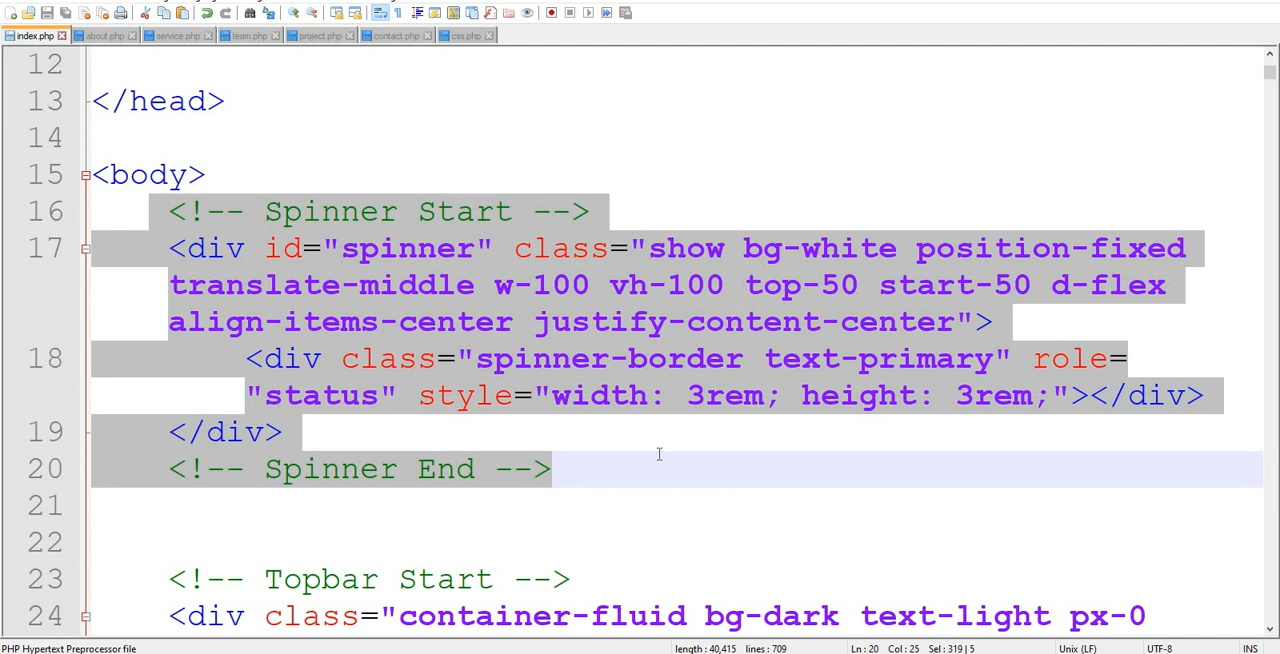 index.php about.php service.php team.php project.php contact.php css.php
12
13 </head>
14
15 <body>
16 <!-- Spinner Start -->
17 <div id="spinner" class="show bg-white position-fixed
translate-middle w-100 vh-100 top-50 start-50 d-flex
align-items-center justify-content-center">
18 <div class="spinner-border text-primary" role=
"status" style="width: 3rem; height: 3rem;"></div>
19 </div>
20 <!-- Spinner End -->
21
22
23 <!-- Topbar Start -->
24 <div class="container-fluid bg-dark text-light px-0
PHP Hypertext Preprocessor file length : 40,415 lines : 709 Ln : 20 Col : 25 Sel : 319 | 5 Unix (LF) UTF-8 INS